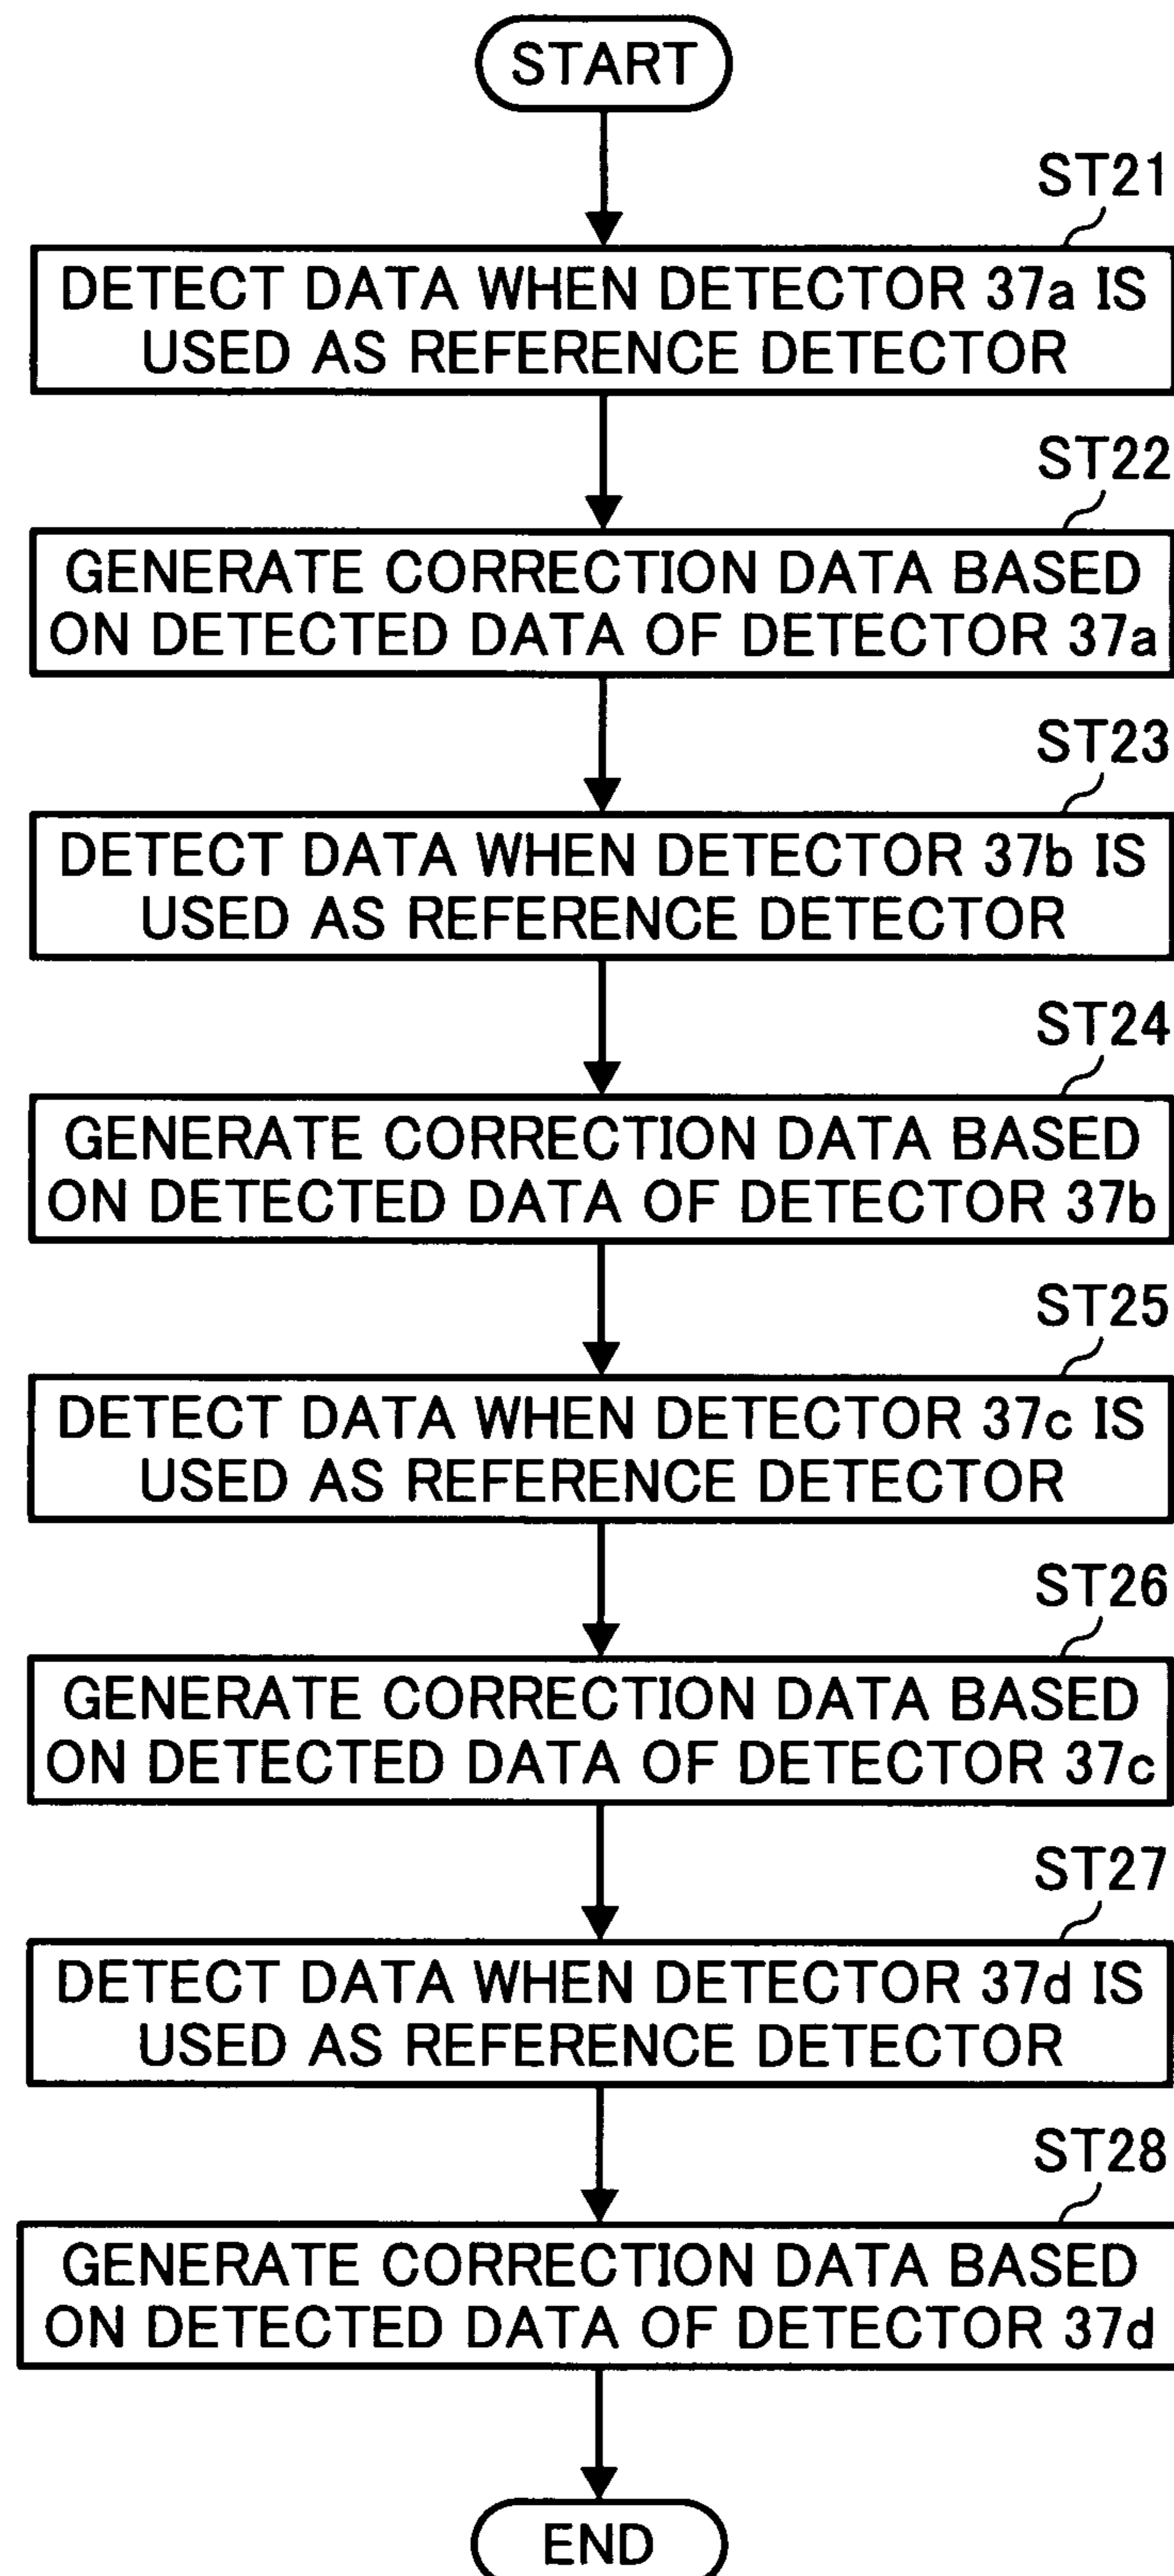 START
ST21
DETECT DATA WHEN DETECTOR 37a IS
USED AS REFERENCE DETECTOR
ST22
GENERATE CORRECTION DATA BASED
ON DETECTED DATA OF DETECTOR 37a
ST23
DETECT DATA WHEN DETECTOR 37b IS
USED AS REFERENCE DETECTOR
ST24
GENERATE CORRECTION DATA BASED
ON DETECTED DATA OF DETECTOR 37b
ST25
DETECT DATA WHEN DETECTOR 37c IS
USED AS REFERENCE DETECTOR
ST26
GENERATE CORRECTION DATA BASED
ON DETECTED DATA OF DETECTOR 37c
ST27
DETECT DATA WHEN DETECTOR 37d IS
USED AS REFERENCE DETECTOR
ST28
GENERATE CORRECTION DATA BASED
ON DETECTED DATA OF DETECTOR 37d
END